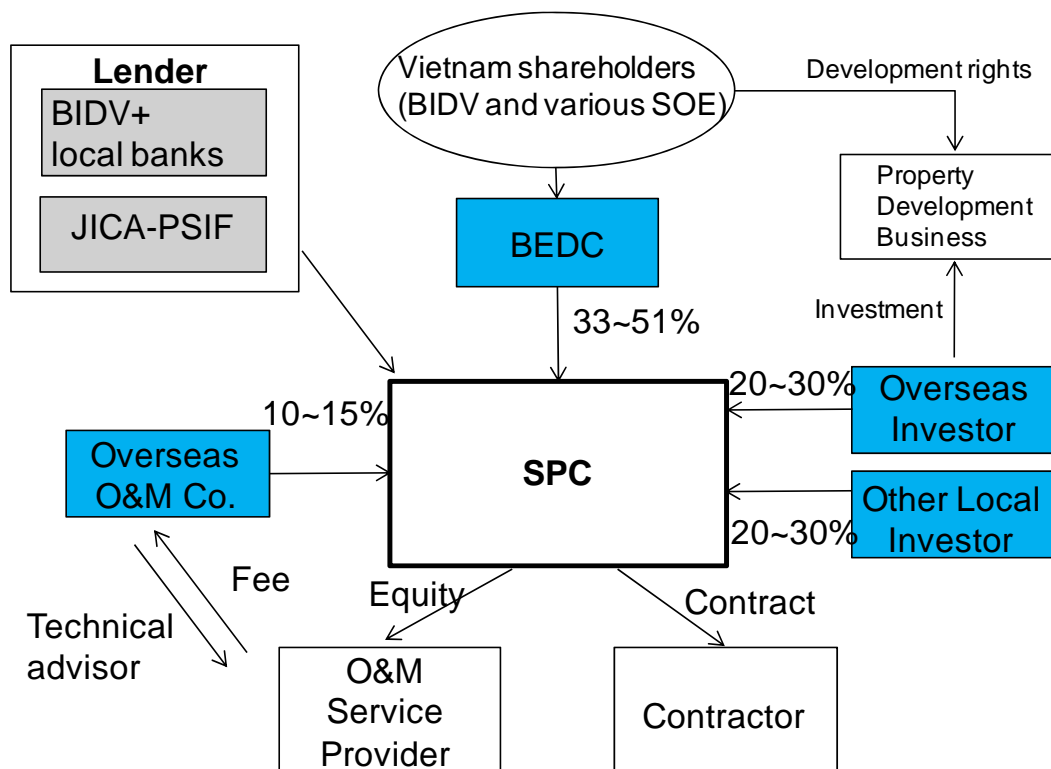 Lender
BIDV+
local banks
JICA-PSIF
Vietnam shareholders
(BIDV and various SOE)
Development rights
Property
Development
Business
BEDC
33~51%
Investment
20~30%
Overseas
Investor
10~15%
Overseas
O&M Co.
SPC
Other Local
Investor
20~30%
Fee
Technical
advisor
Equity
Contract
O&M
Service
Provider
Contractor